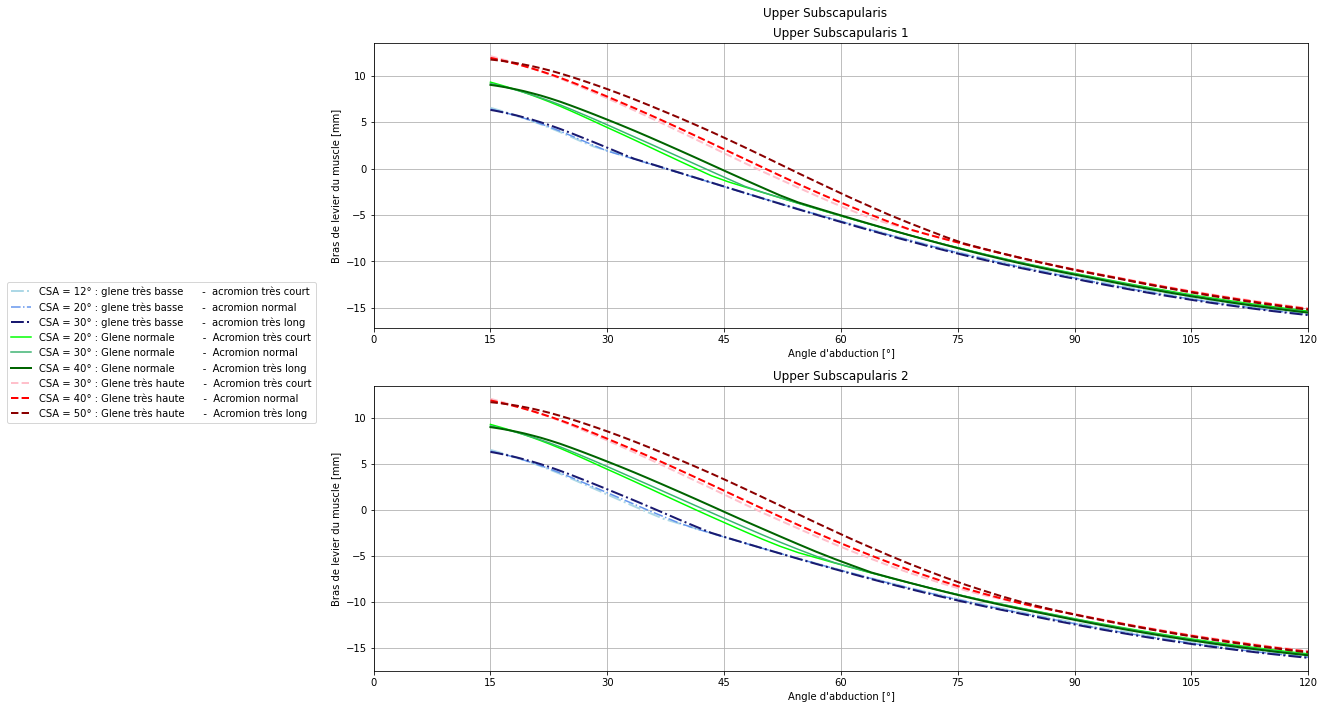 Upper Subscapularis
Upper Subscapularis 1
Bras de levier du muscle [mm]
10
5
0
−5
−10
−15
0 15 30 45 60 75 90 105 120
Angle d'abduction [°]
CSA = 12° : glene très basse - acromion très court
CSA = 20° : glene très basse - acromion normal
CSA = 30° : glene très basse - acromion très long
CSA = 20° : Glene normale - Acromion très court
CSA = 30° : Glene normale - Acromion normal
CSA = 40° : Glene normale - Acromion très long
CSA = 30° : Glene très haute - Acromion très court
CSA = 40° : Glene très haute - Acromion normal
CSA = 50° : Glene très haute - Acromion très long
Upper Subscapularis 2
Bras de levier du muscle [mm]
10
5
0
−5
−10
−15
0 15 30 45 60 75 90 105 120
Angle d'abduction [°]